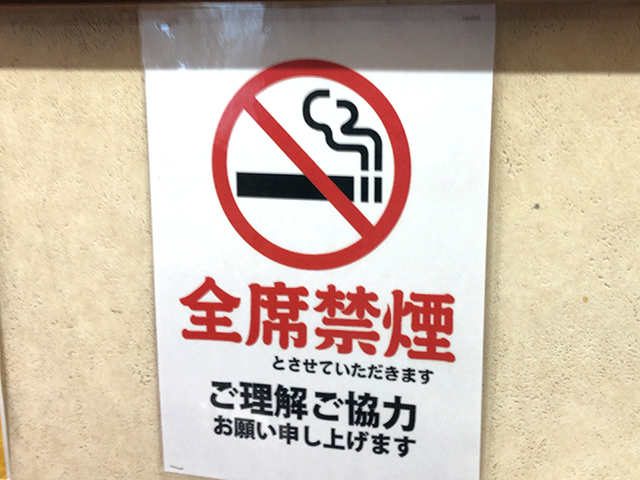 全席禁煙
とさせていただきます
ご理解ご協力
お願い申し上げます